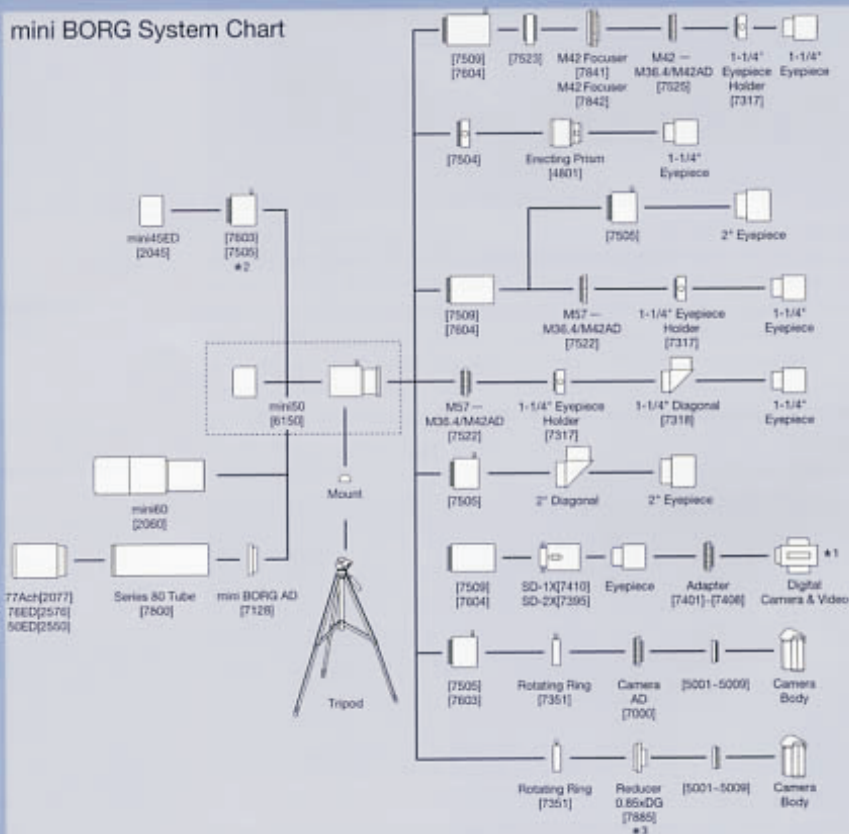 mini BORG System Chart
[7509]
[7604]
[7523]
M42 Focuser
[7841]
M42 Focuser
[7842]
M42 —
M36.4/M42AD
[7525]
1-1/4"
Eyepiece
Holder
[7317]
1-1/4"
Eyepiece
[7504]
Erecting Prism
[4801]
1-1/4"
Eyepiece
mini45ED
[2045]
[7603]
[7505]
★2
[7505]
2" Eyepiece
[7509]
[7604]
M57 —
M36.4/M42AD
[7522]
1-1/4" Eyepiece
Holder
[7317]
1-1/4"
Eyepiece
mini50
[6150]
M57 —
M36.4/M42AD
[7522]
1-1/4" Eyepiece
Holder
[7317]
1-1/4" Diagonal
[7318]
1-1/4"
Eyepiece
mini60
[2060]
Mount
[7505]
2" Diagonal
2" Eyepiece
77Ach[2077]
76ED[2576]
50ED[2550]
Series 80 Tube
[7800]
mini BORG AD
[7128]
[7509]
[7604]
SD-1X[7410]
SD-2X[7395]
Eyepiece
Adapter
[7401]~[7408]
★1
Digital
Camera & Video
Tripod
[7505]
[7603]
Rotating Ring
[7351]
Camera
AD
[7000]
[5001~5009]
Camera
Body
Rotating Ring
[7351]
Reducer
0.85xDG
[7885]
★3
[5001~5009]
Camera
Body